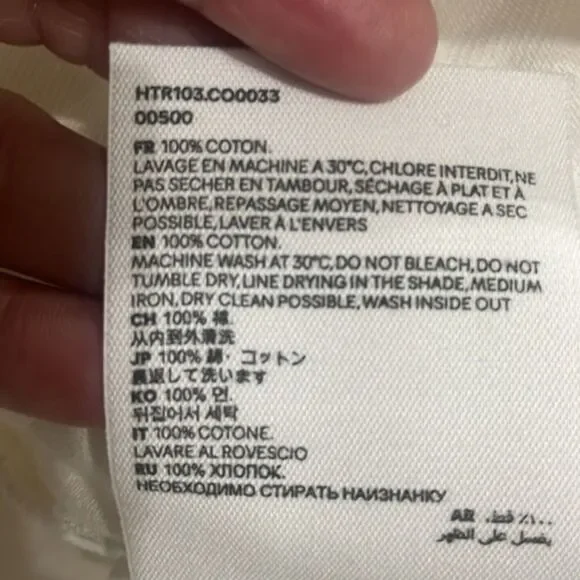 HTR103.CO0033
00500
FR 100% COTON.
LAVAGE EN MACHINE A 30°C, CHLORE INTERDIT, NE
PAS SECHER EN TAMBOUR, SÉCHAGE À PLAT ET À
L'OMBRE, REPASSAGE MOYEN, NETTOYAGE A SEC
POSSIBLE, LAVER À L'ENVERS
EN 100% COTTON.
MACHINE WASH AT 30°C, DO NOT BLEACH, DO NOT
TUMBLE DRY, LINE DRYING IN THE SHADE, MEDIUM
IRON, DRY CLEAN POSSIBLE, WASH INSIDE OUT
CH 100% 棉
从内到外清洗
JP 100% 綿・コットン
裏返して洗います
KO 100% 면.
뒤집어서 세탁
IT 100% COTONE.
LAVARE AL ROVESCIO
RU 100% ХЛОПОК.
НЕОБХОДИМО СТИРАТЬ НАИЗНАНКУ
AR ١٠٠٪ قطن.
يغسل على الظهر